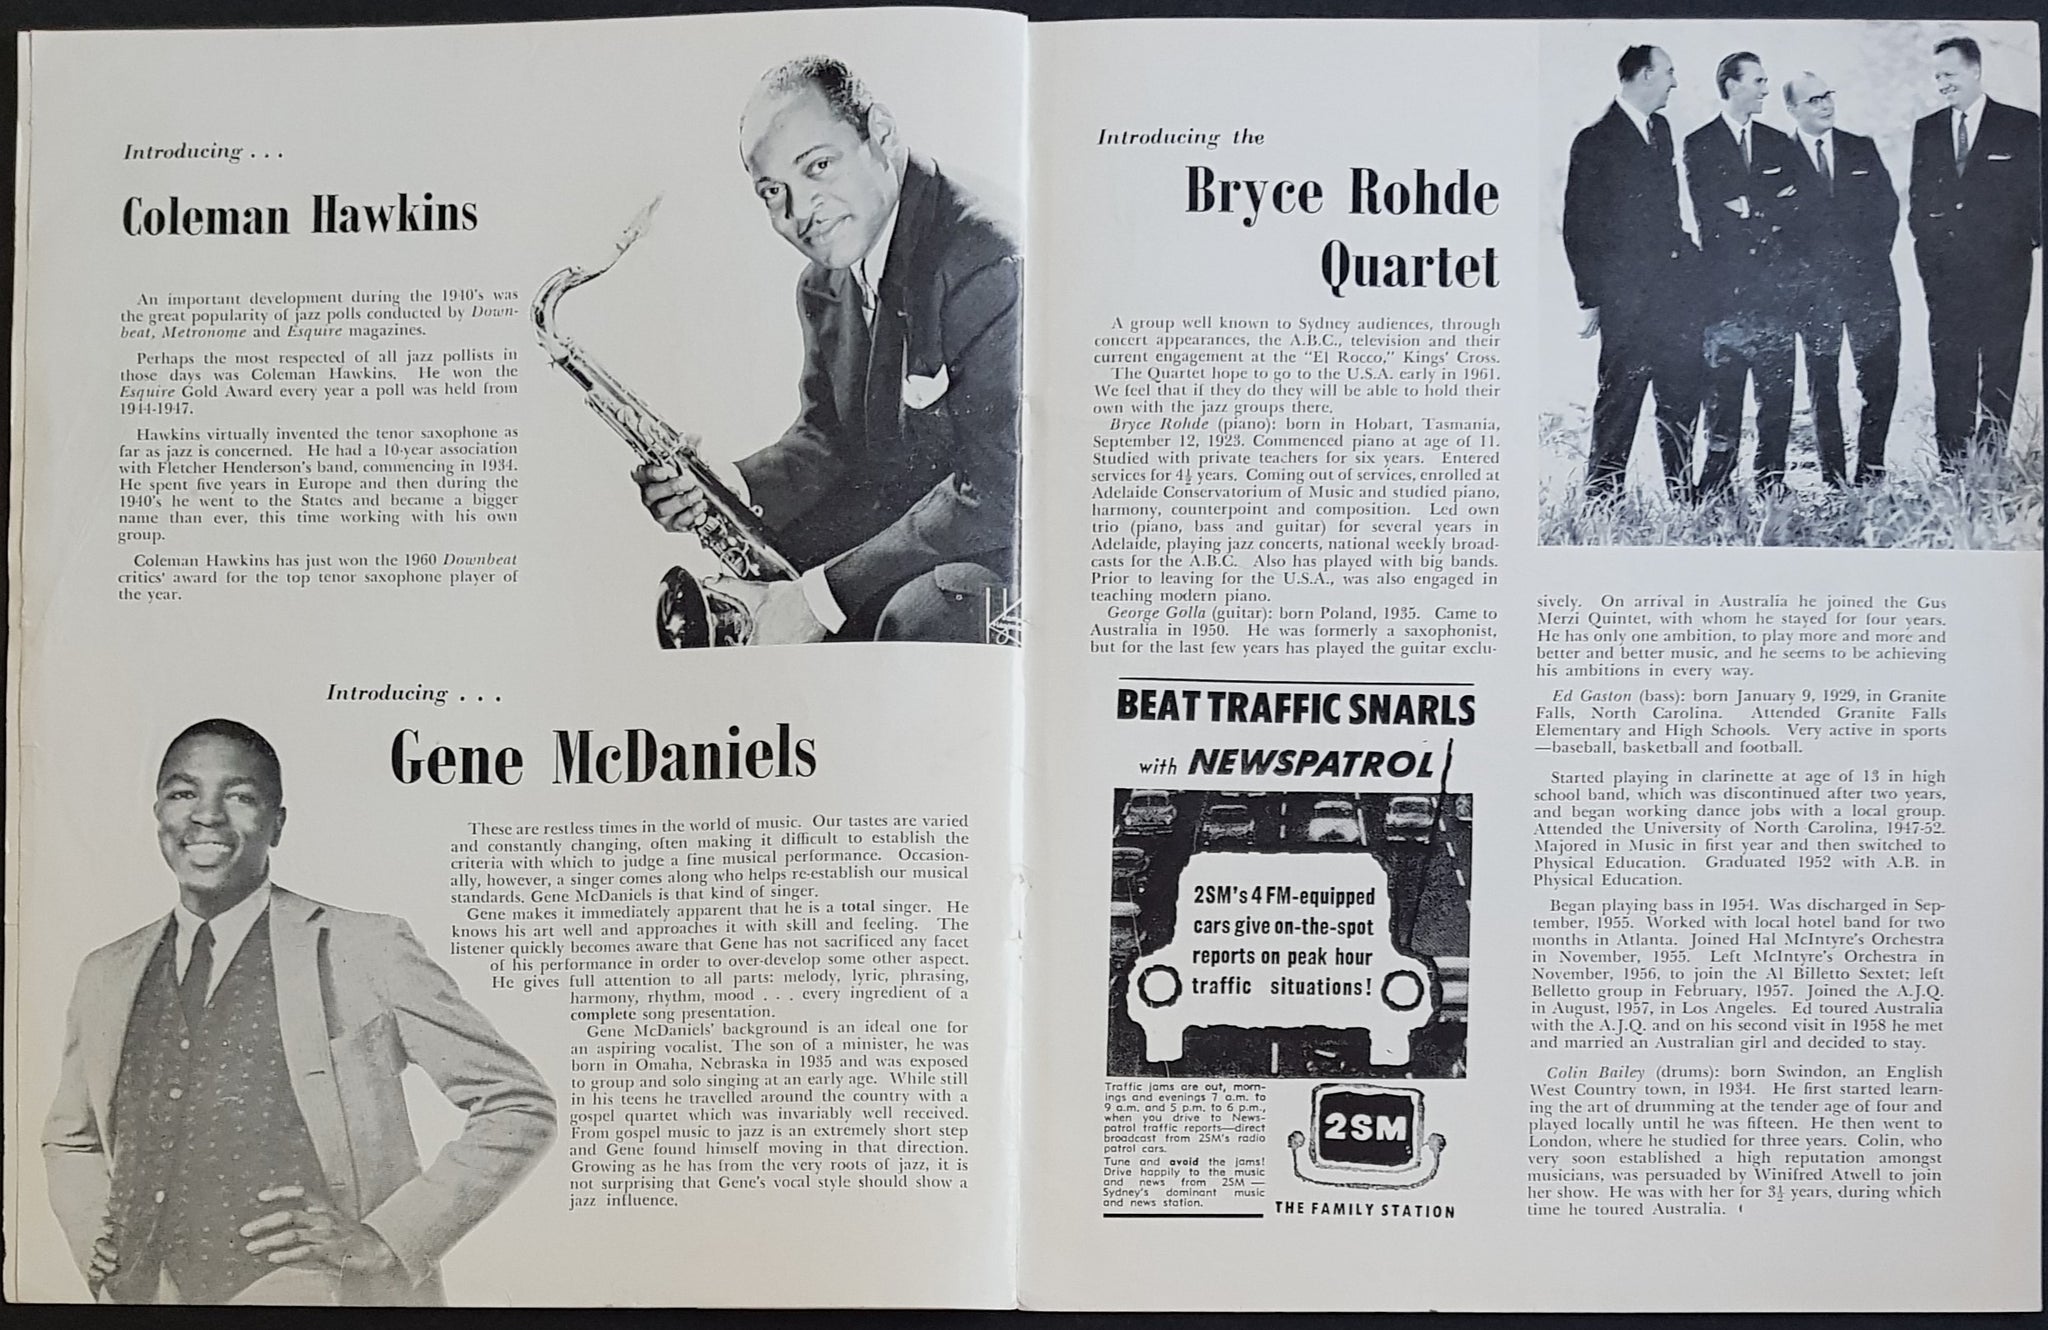 Introducing . . .
Coleman Hawkins
An important development during the 1940's was
the great popularity of jazz polls conducted by Down-
beat, Metronome and Esquire magazines.
Perhaps the most respected of all jazz pollists in
those days was Coleman Hawkins. He won the
Esquire Gold Award every year a poll was held from
1944-1947.
Hawkins virtually invented the tenor saxophone as
far as jazz is concerned. He had a 10-year association
with Fletcher Henderson's band, commencing in 1934.
He spent five years in Europe and then during the
1940's he went to the States and became a bigger
name than ever, this time working with his own
group.
Coleman Hawkins has just won the 1960 Downbeat
critics' award for the top tenor saxophone player of
the year.
Introducing . . .
Gene McDaniels
These are restless times in the world of music. Our tastes are varied
and constantly changing, often making it difficult to establish the
criteria with which to judge a fine musical performance. Occasion-
ally, however, a singer comes along who helps re-establish our musical
standards. Gene McDaniels is that kind of singer.
Gene makes it immediately apparent that he is a total singer. He
knows his art well and approaches it with skill and feeling. The
listener quickly becomes aware that Gene has not sacrificed any facet
of his performance in order to over-develop some other aspect.
He gives full attention to all parts: melody, lyric, phrasing,
harmony, rhythm, mood . . . every ingredient of a
complete song presentation.
Gene McDaniels' background is an ideal one for
an aspiring vocalist. The son of a minister, he was
born in Omaha, Nebraska in 1935 and was exposed
to group and solo singing at an early age. While still
in his teens he travelled around the country with a
gospel quartet which was invariably well received.
From gospel music to jazz is an extremely short step
and Gene found himself moving in that direction.
Growing as he has from the very roots of jazz, it is
not surprising that Gene's vocal style should show a
jazz influence.
Introducing the
Bryce Rohde
Quartet
A group well known to Sydney audiences, through
concert appearances, the A.B.C., television and their
current engagement at the "El Rocco," Kings' Cross.
The Quartet hope to go to the U.S.A. early in 1961.
We feel that if they do they will be able to hold their
own with the jazz groups there.
Bryce Rohde (piano): born in Hobart, Tasmania,
September 12, 1923. Commenced piano at age of 11.
Studied with private teachers for six years. Entered
services for 4½ years. Coming out of services, enrolled at
Adelaide Conservatorium of Music and studied piano,
harmony, counterpoint and composition. Led own
trio (piano, bass and guitar) for several years in
Adelaide, playing jazz concerts, national weekly broad-
casts for the A.B.C. Also has played with big bands.
Prior to leaving for the U.S.A., was also engaged in
teaching modern piano.
George Golla (guitar): born Poland, 1935. Came to
Australia in 1950. He was formerly a saxophonist,
but for the last few years has played the guitar exclu-
BEAT TRAFFIC SNARLS
with NEWSPATROL
2SM's 4 FM-equipped
cars give on-the-spot
reports on peak hour
traffic situations!
Traffic jams are out, morn-
ings and evenings 7 a.m. to
9 a.m. and 5 p.m. to 6 p.m.,
when you drive to News-
patrol traffic reports—direct
broadcast from 2SM's radio
patrol cars.
Tune and avoid the jams!
Drive happily to the music
and news from 2SM —
Sydney's dominant music
and news station.
2SM
THE FAMILY STATION
sively. On arrival in Australia he joined the Gus
Merzi Quintet, with whom he stayed for four years.
He has only one ambition, to play more and more and
better and better music, and he seems to be achieving
his ambitions in every way.
Ed Gaston (bass): born January 9, 1929, in Granite
Falls, North Carolina. Attended Granite Falls
Elementary and High Schools. Very active in sports
—baseball, basketball and football.
Started playing in clarinette at age of 13 in high
school band, which was discontinued after two years,
and began working dance jobs with a local group.
Attended the University of North Carolina, 1947-52.
Majored in Music in first year and then switched to
Physical Education. Graduated 1952 with A.B. in
Physical Education.
Began playing bass in 1954. Was discharged in Sep-
tember, 1955. Worked with local hotel band for two
months in Atlanta. Joined Hal McIntyre's Orchestra
in November, 1955. Left McIntyre's Orchestra in
November, 1956, to join the Al Billetto Sextet; left
Belletto group in February, 1957. Joined the A.J.Q.
in August, 1957, in Los Angeles. Ed toured Australia
with the A.J.Q. and on his second visit in 1958 he met
and married an Australian girl and decided to stay.
Colin Bailey (drums): born Swindon, an English
West Country town, in 1934. He first started learn-
ing the art of drumming at the tender age of four and
played locally until he was fifteen. He then went to
London, where he studied for three years. Colin, who
very soon established a high reputation amongst
musicians, was persuaded by Winifred Atwell to join
her show. He was with her for 3½ years, during which
time he toured Australia.